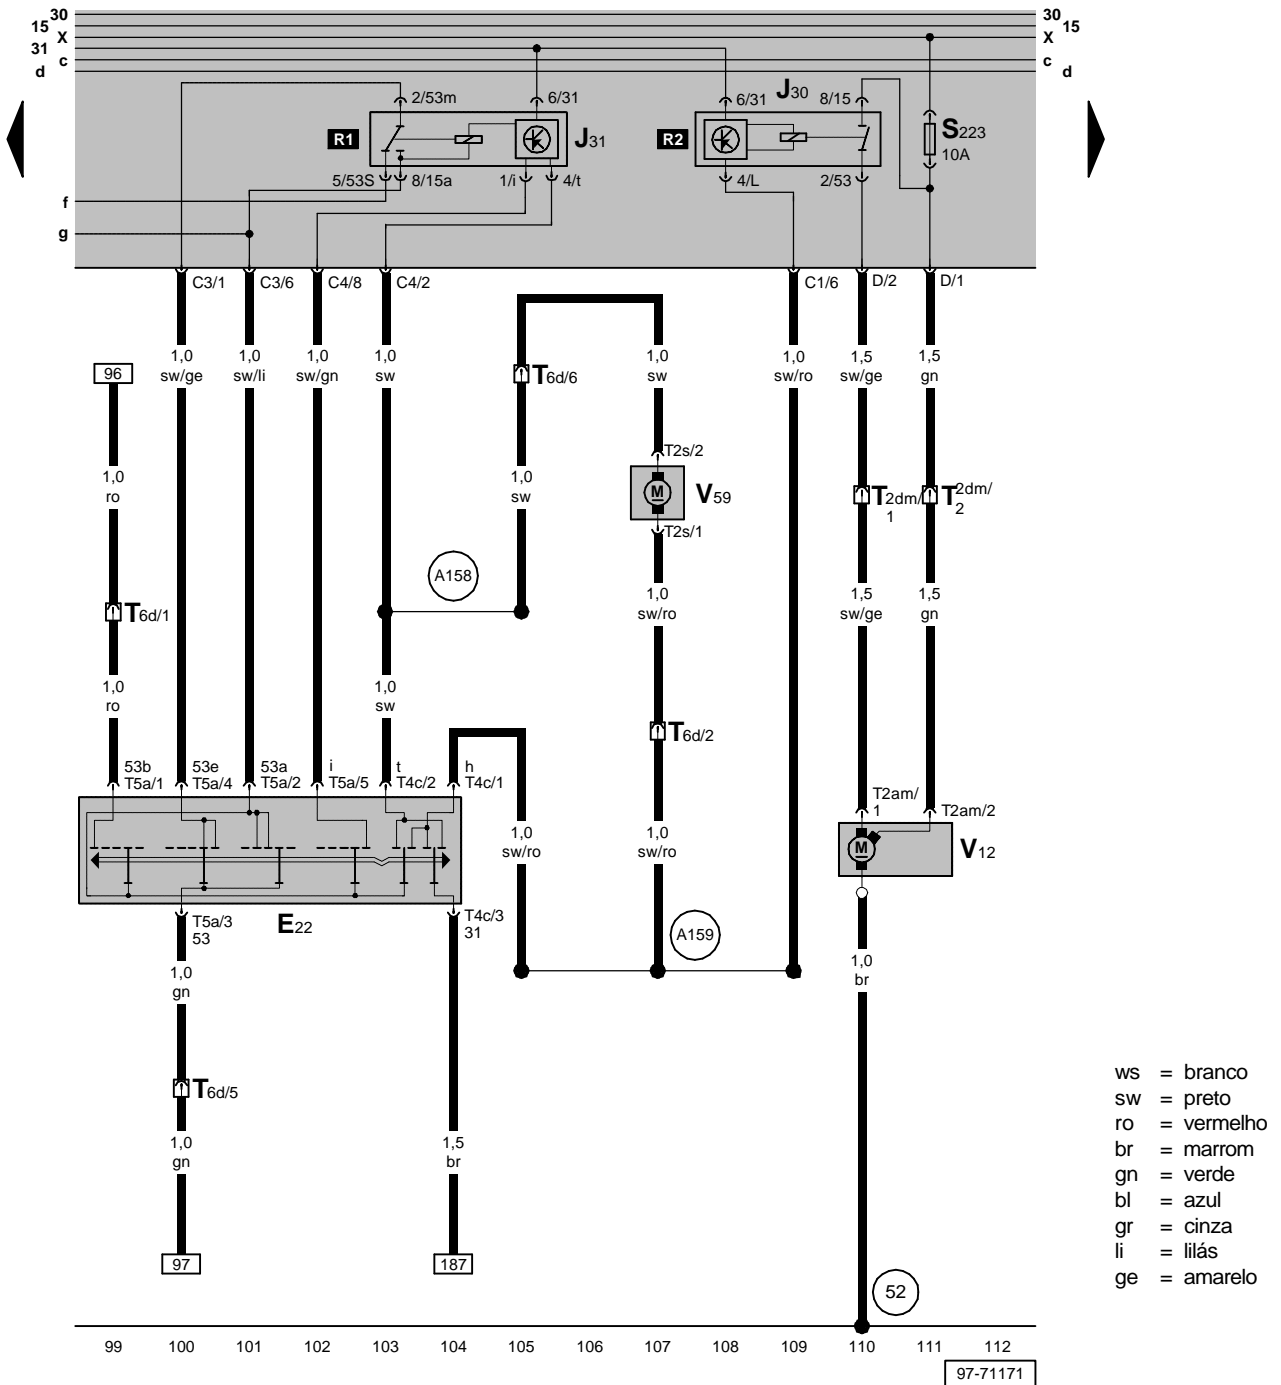 30 30
15 15
X X
31
c c
d d
2/53m 6/31 6/31 J30 8/15
R1 J31 R2 S223
10A
5/53S 8/15a 1/i 4/t 4/L 2/53
f
g
C3/1 C3/6 C4/8 C4/2 C1/6 D/2 D/1
1,0 1,0 1,0 1,0 1,0 1,0 1,5 1,5
sw/ge sw/li sw/gn sw sw sw/ro sw/ge gn
96 T6d/6
T2s/2
1,0 1,0
ro sw
V59 T2dm/1 T2dm/2
M
T2s/1
A158
1,0 1,5 1,5
sw/ro sw/ge gn
T6d/1
1,0 1,0
ro sw
T6d/2
53b 53e 53a i t h
T5a/1 T5a/4 T5a/2 T5a/5 T4c/2 T4c/1
T2am/1 T2am/2
1,0 1,0
sw/ro sw/ro
M V12
E22
T5a/3 T4c/3
53 31
A159
1,0 1,0
gn br
T6d/5
1,0 1,5
gn br
97 187
52
ws = branco
sw = preto
ro = vermelho
br = marrom
gn = verde
bl = azul
gr = cinza
li = lilás
ge = amarelo
99 100 101 102 103 104 105 106 107 108 109 110 111 112
97-71171